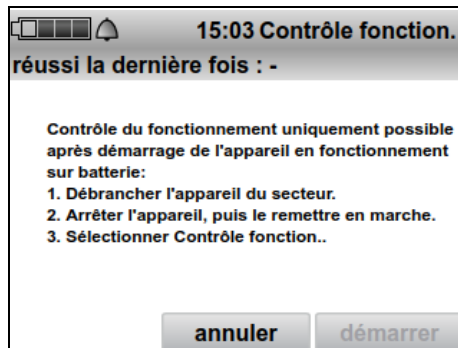 15:03 Contrôle fonction.
réussi la dernière fois : -
Contrôle du fonctionnement uniquement possible
après démarrage de l'appareil en fonctionnement
sur batterie:
1. Débrancher l'appareil du secteur.
2. Arrêter l'appareil, puis le remettre en marche.
3. Sélectionner Contrôle fonction..
annuler démarrer